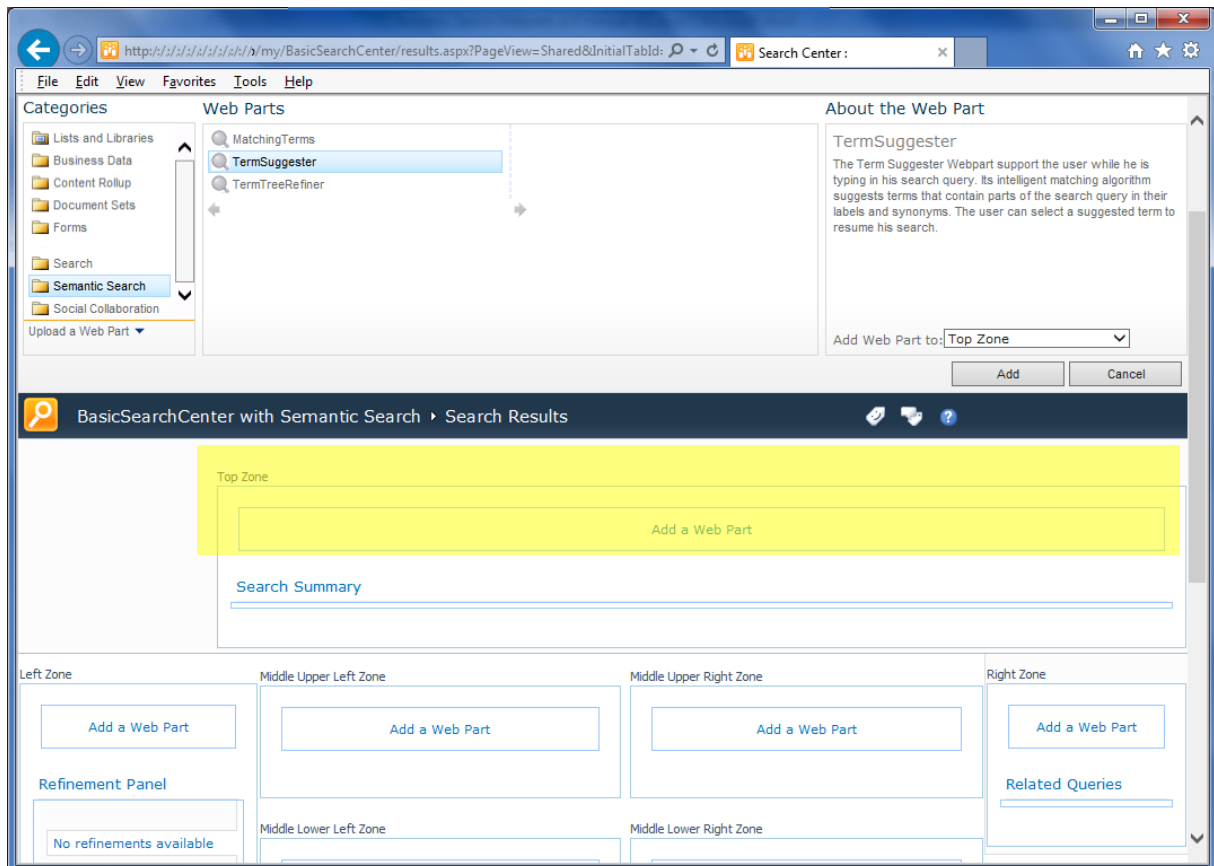 http://://://://://://:///my/BasicSearchCenter/results.aspx?PageView=Shared&InitialTabId=
Search Center :
File Edit View Favorites Tools Help
Categories
Lists and Libraries
Business Data
Content Rollup
Document Sets
Forms
Search
Semantic Search
Social Collaboration
Upload a Web Part
Web Parts
MatchingTerms
TermSuggester
TermTreeRefiner
About the Web Part
TermSuggester
The Term Suggester Webpart support the user while he is
typing in his search query. Its intelligent matching algorithm
suggests terms that contain parts of the search query in their
labels and synonyms. The user can select a suggested term to
resume his search.
Add Web Part to: Top Zone
Add Cancel
BasicSearchCenter with Semantic Search Search Results
Top Zone
Add a Web Part
Search Summary
Left Zone
Add a Web Part
Refinement Panel
No refinements available
Middle Upper Left Zone
Add a Web Part
Middle Upper Right Zone
Add a Web Part
Right Zone
Add a Web Part
Related Queries
Middle Lower Left Zone
Middle Lower Right Zone